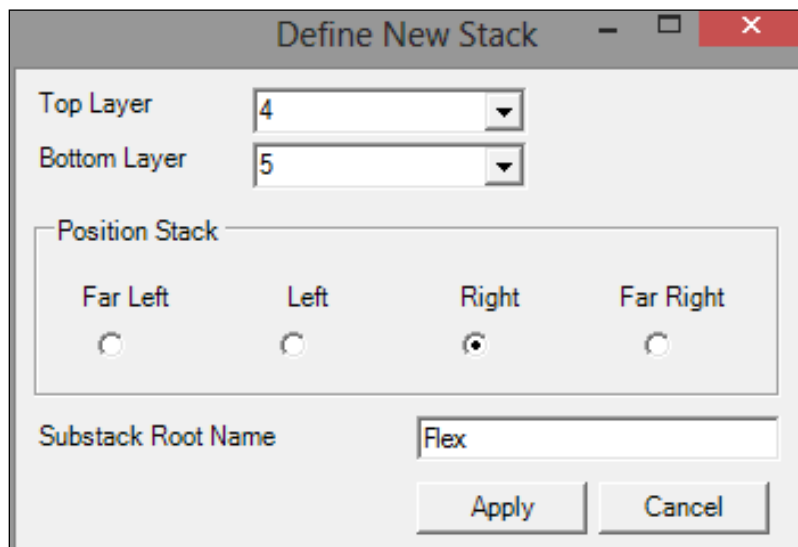 Define New Stack
Top Layer 4
Bottom Layer 5
Position Stack
Far Left Left Right Far Right
Substack Root Name Flex
Apply Cancel